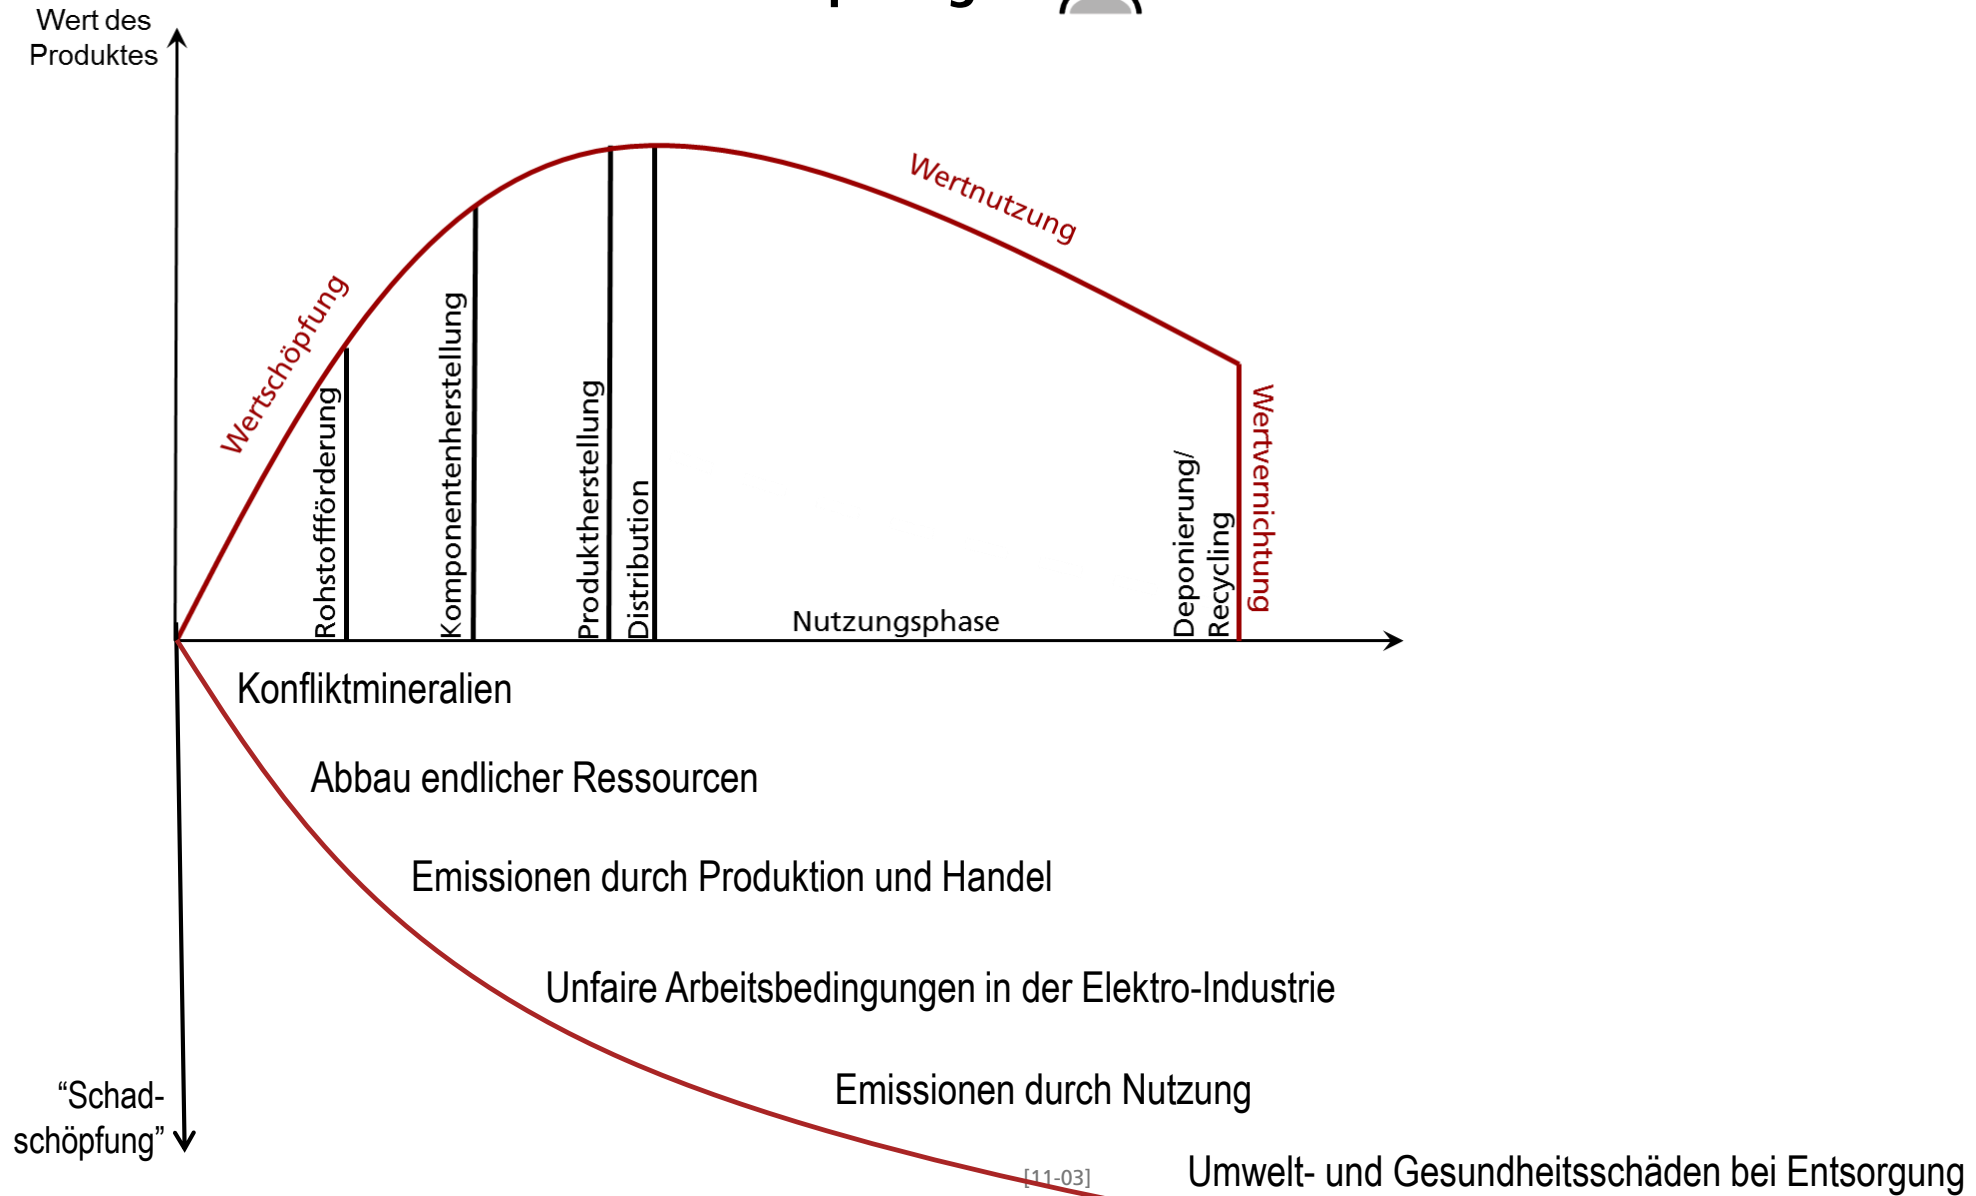 Wert des
Produktes
Wertschöpfung
Wertnutzung
Wertvernichtung
Rohstoffförderung
Komponentenherstellung
Produktherstellung
Distribution
Nutzungsphase
Deponierung/
Recycling
Konfliktmineralien
Abbau endlicher Ressourcen
Emissionen durch Produktion und Handel
Unfaire Arbeitsbedingungen in der Elektro-Industrie
Emissionen durch Nutzung
“Schad-
schöpfung”
[11-03]
Umwelt- und Gesundheitsschäden bei Entsorgung